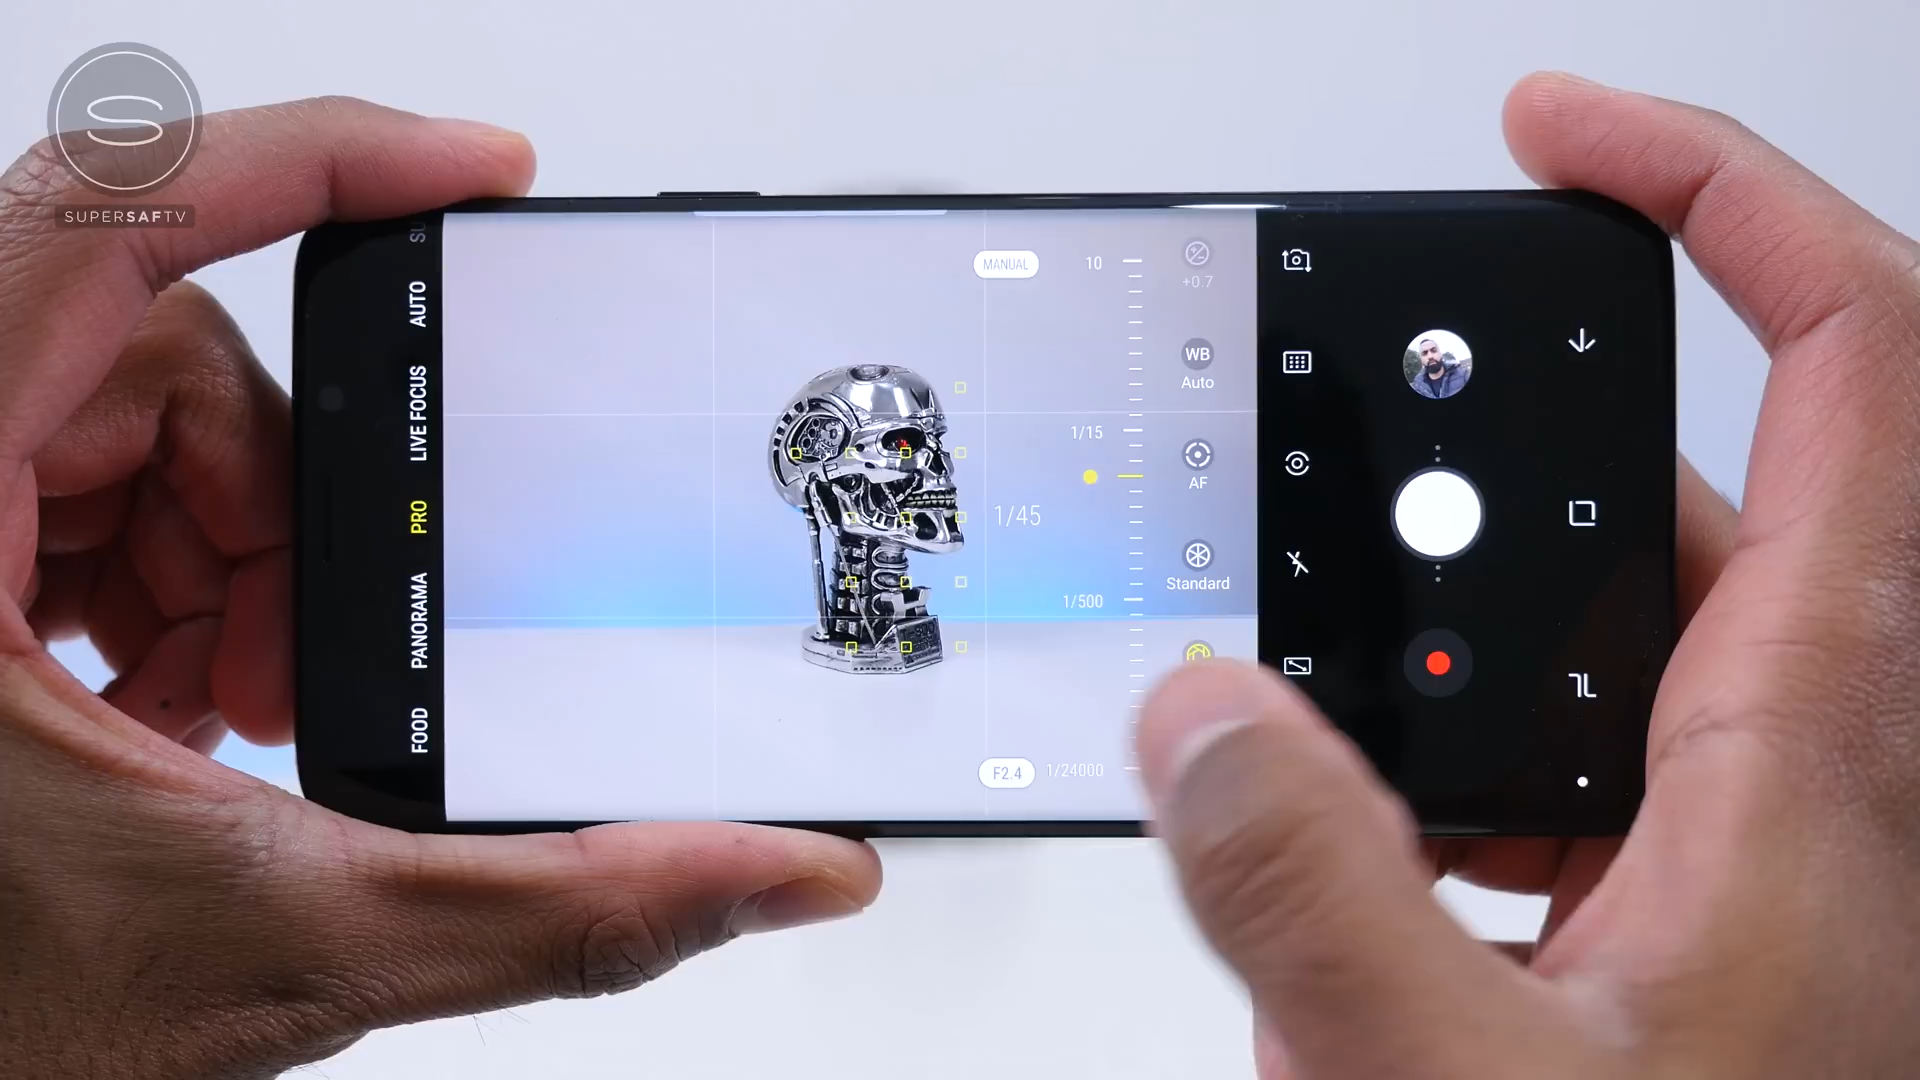 SUPERSAFTV
SU
AUTO
LIVE FOCUS
PRO
PANORAMA
FOOD
MANUAL
10
1/15
1/45
1/500
F2.4
1/24000
+0.7
WB
Auto
AF
Standard